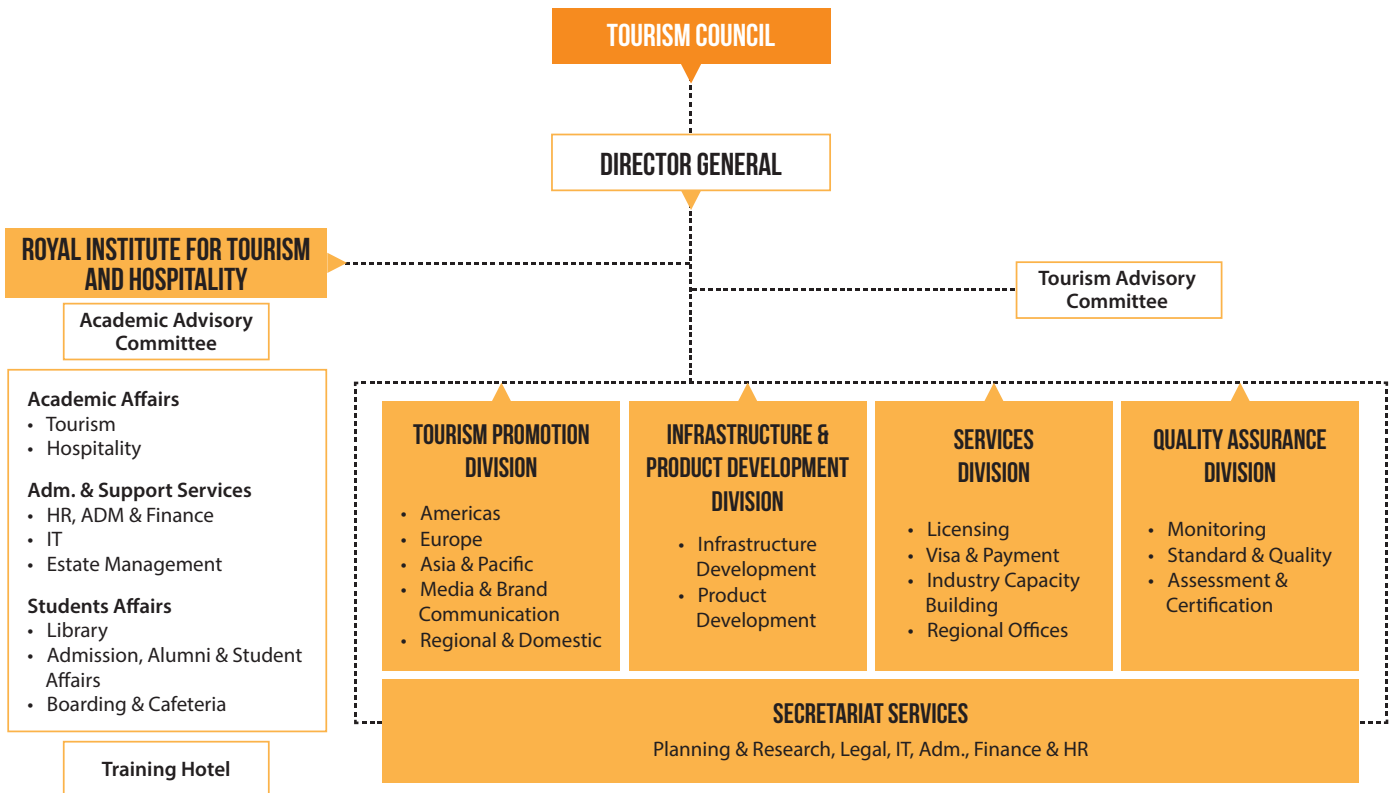 TOURISM COUNCIL
DIRECTOR GENERAL
ROYAL INSTITUTE FOR TOURISM
AND HOSPITALITY
Tourism Advisory
Committee
Academic Advisory
Committee
Academic Affairs
• Tourism
• Hospitality
Adm. & Support Services
• HR, ADM & Finance
• IT
• Estate Management
Students Affairs
• Library
• Admission, Alumni & Student
Affairs
• Boarding & Cafeteria
Training Hotel
TOURISM PROMOTION
DIVISION
• Americas
• Europe
• Asia & Pacific
• Media & Brand
Communication
• Regional & Domestic
INFRASTRUCTURE &
PRODUCT DEVELOPMENT
DIVISION
• Infrastructure
Development
• Product
Development
SERVICES
DIVISION
• Licensing
• Visa & Payment
• Industry Capacity
Building
• Regional Offices
QUALITY ASSURANCE
DIVISION
• Monitoring
• Standard & Quality
• Assessment &
Certification
SECRETARIAT SERVICES
Planning & Research, Legal, IT, Adm., Finance & HR